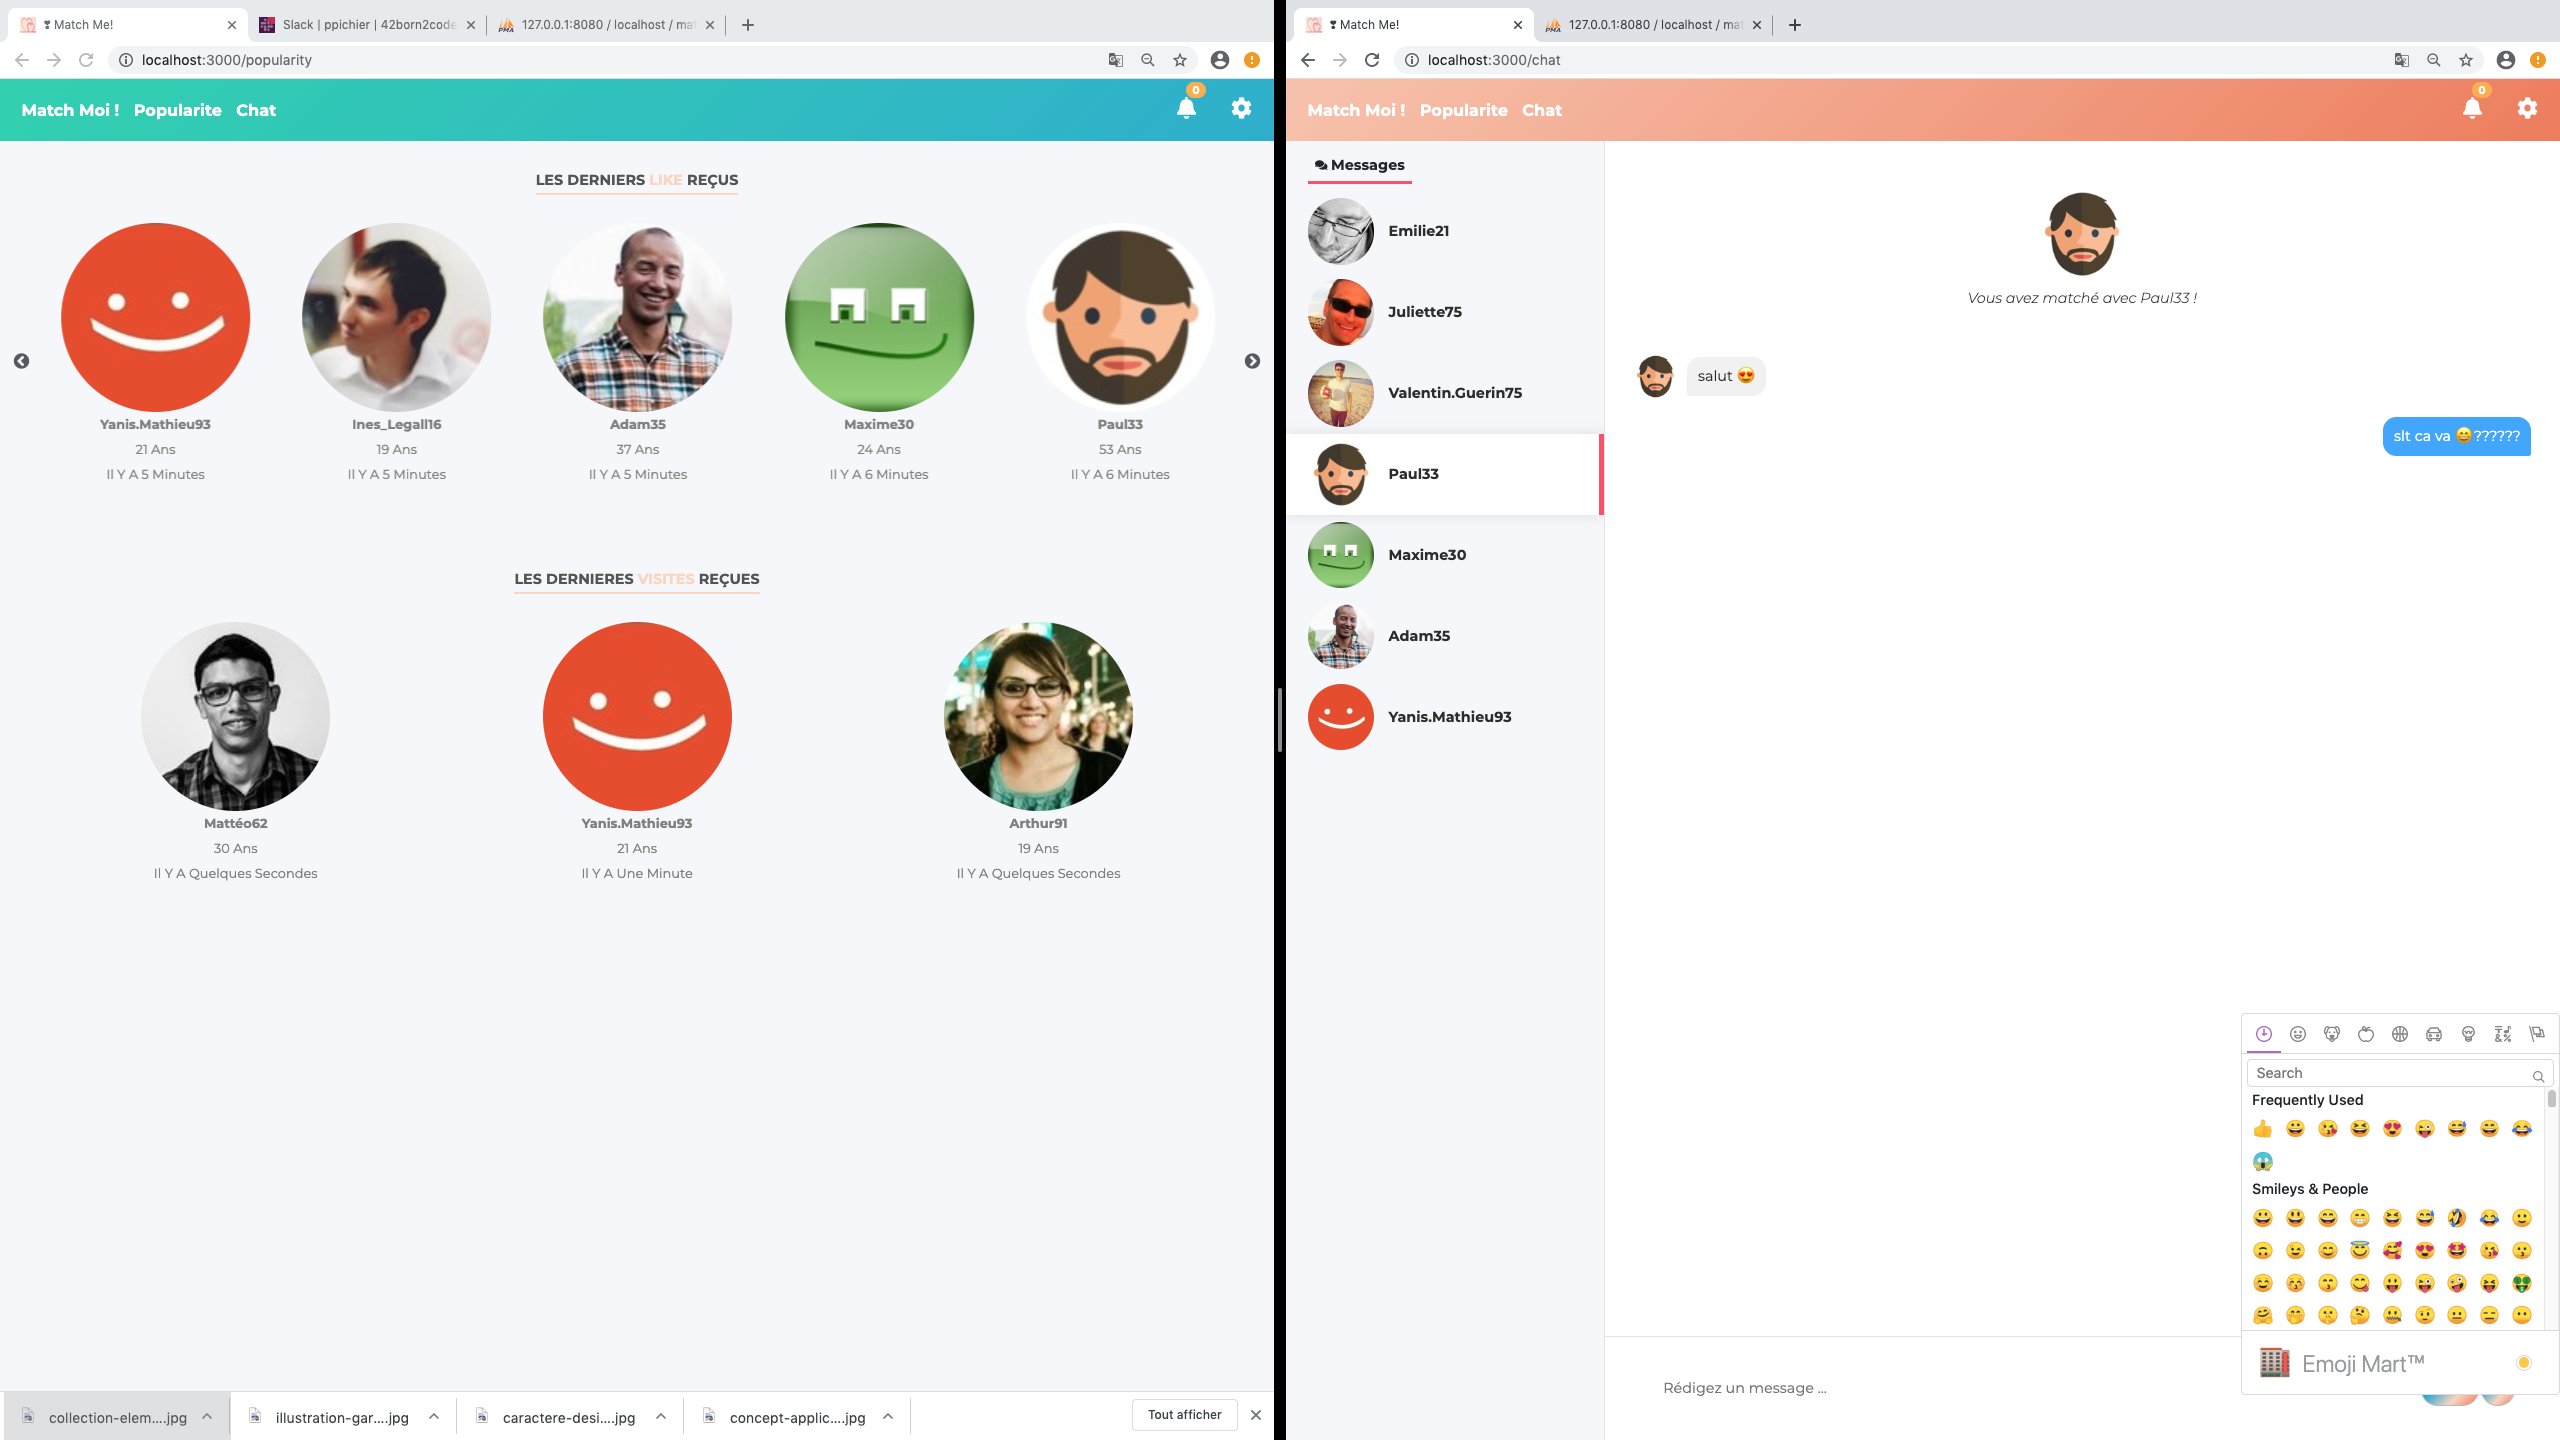 ❣ Match Me!
Slack | ppichier | 42born2code
127.0.0.1:8080 / localhost / mat
localhost:3000/popularity
Match Moi !
Popularite
Chat
0
LES DERNIERS LIKE REÇUS
Yanis.Mathieu93
21 Ans
Il Y A 5 Minutes
Ines_Legall16
19 Ans
Il Y A 5 Minutes
Adam35
37 Ans
Il Y A 5 Minutes
Maxime30
24 Ans
Il Y A 6 Minutes
Paul33
53 Ans
Il Y A 6 Minutes
LES DERNIERES VISITES REÇUES
Mattéo62
30 Ans
Il Y A Quelques Secondes
Yanis.Mathieu93
21 Ans
Il Y A Une Minute
Arthur91
19 Ans
Il Y A Quelques Secondes
collection-elem....jpg
illustration-gar....jpg
caractere-desi....jpg
concept-applic....jpg
Tout afficher
❣ Match Me!
127.0.0.1:8080 / localhost / mat
localhost:3000/chat
Match Moi !
Popularite
Chat
0
Messages
Emilie21
Juliette75
Valentin.Guerin75
Paul33
Maxime30
Adam35
Yanis.Mathieu93
Vous avez matché avec Paul33 !
salut 😍
slt ca va 😄??????
Search
Frequently Used
Smileys & People
Emoji Mart™
Rédigez un message ...